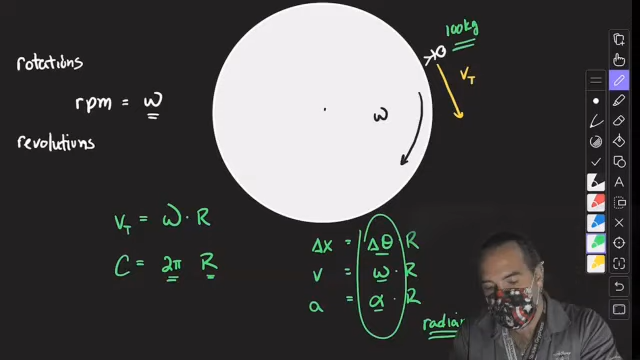 100kg
rotations
V_T
rpm = ω
ω
revolutions
V_T = ω · R
C = 2π R
Δx = Δθ · R
v = ω · R
a = α · R